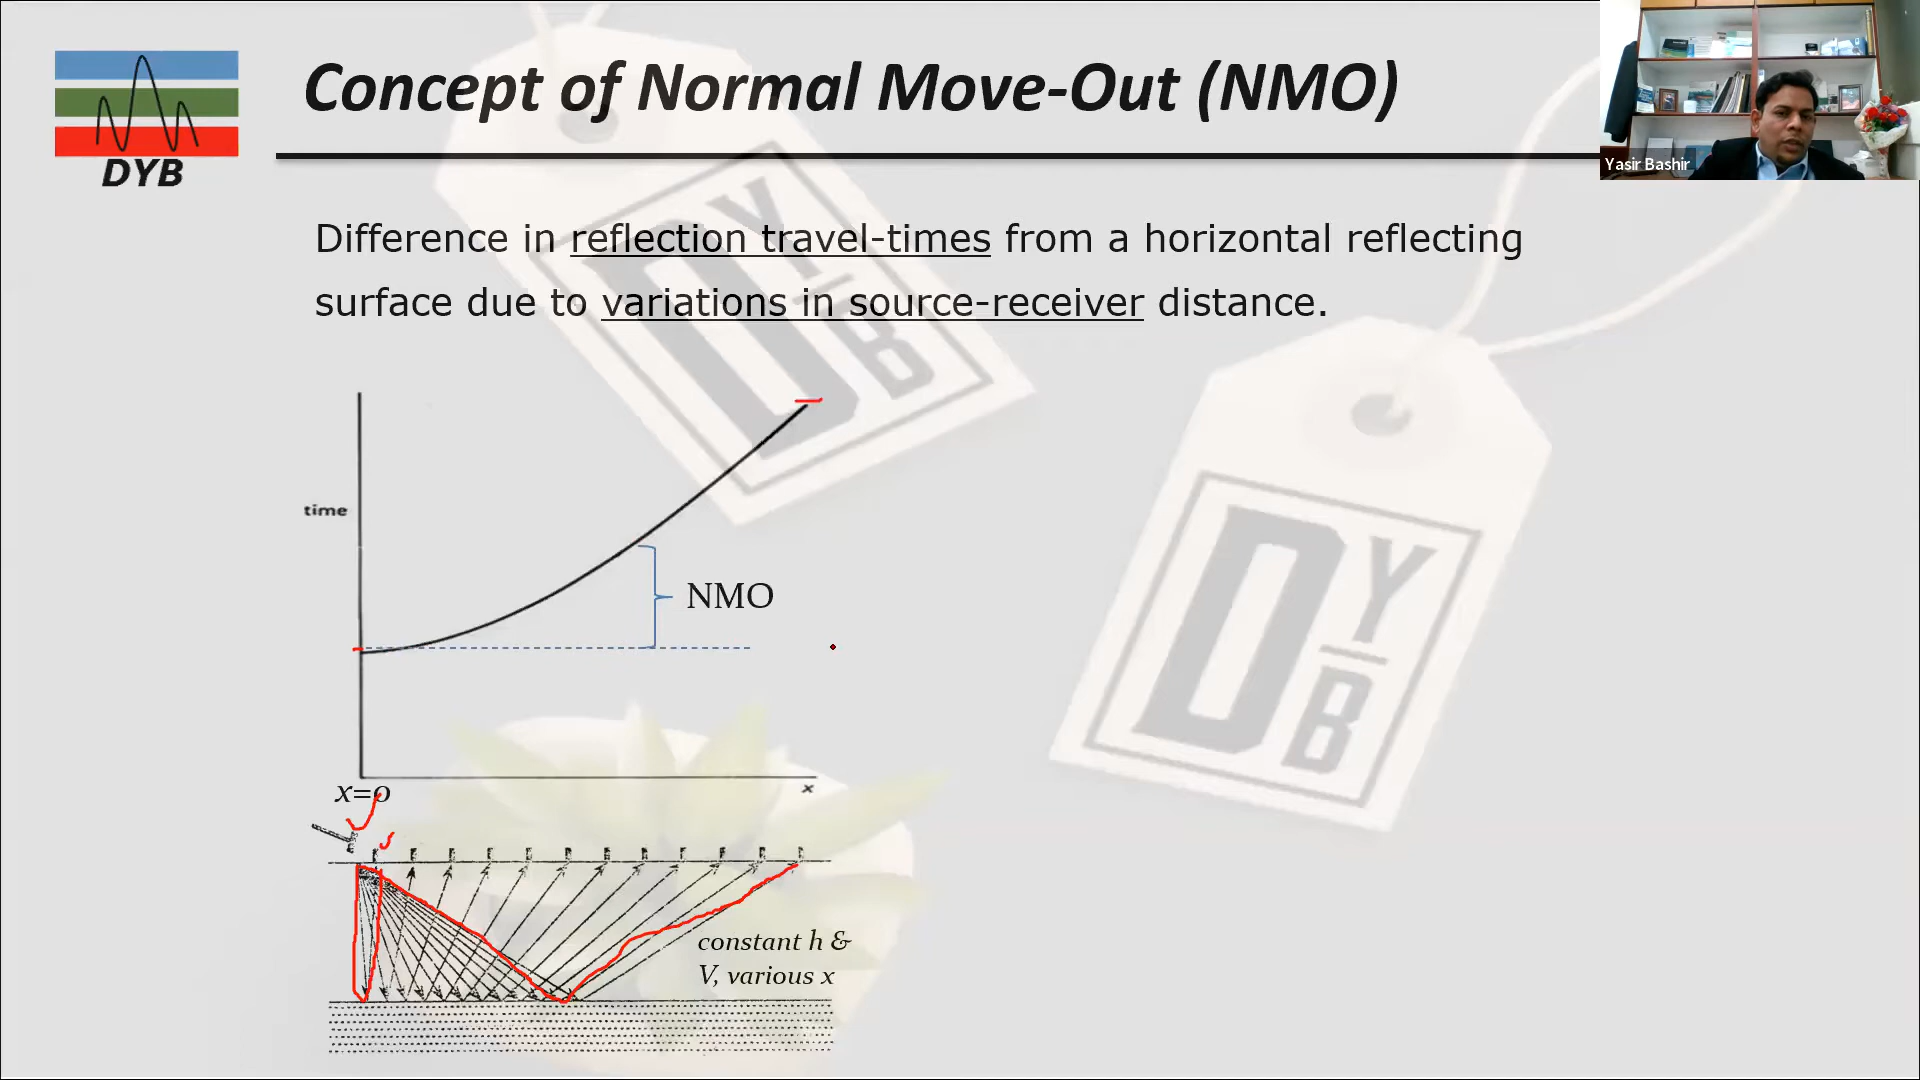 Concept of Normal Move-Out (NMO)
DYB
Yasir Bashir
Difference in reflection travel-times from a horizontal reflecting
surface due to variations in source-receiver distance.
D
Y
B
D
Y
B
time
NMO
x=0
x
constant h &
V, various x